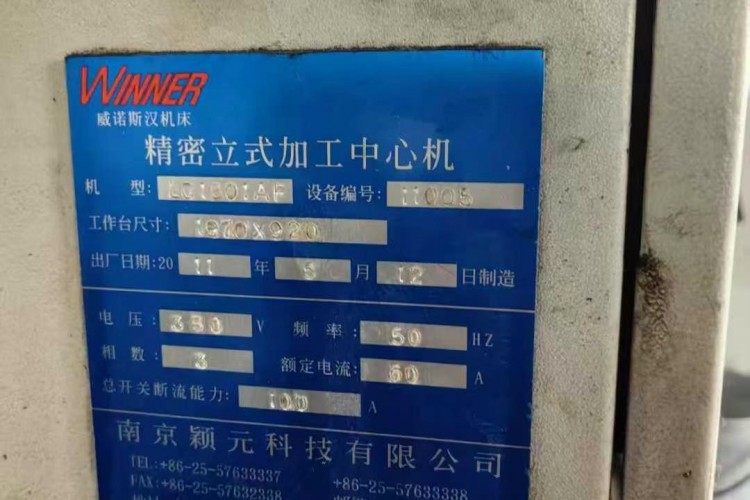 WINNER
威诺斯汉机床
精密立式加工中心机
机 型: 设备编号: 11005
工作台尺寸:
出厂日期:20 11 年 月 12 日制造
电压: 380 V 频率: 50 HZ
相数: 3 额定电流: 60 A
总开关断流能力: 100 A
南京颖元科技有限公司
TEL:+86-25-57633337 +86-25-57633338
FAX:+86-25-57632338